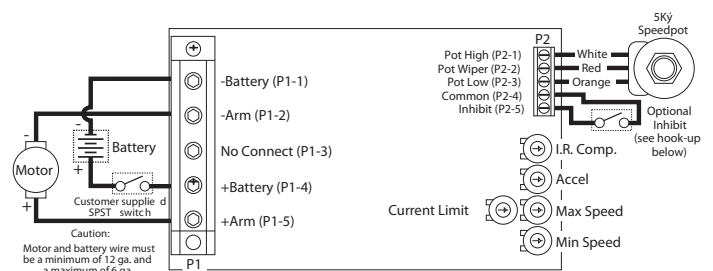 5Ký
Speedpot
P2
Pot High (P2-1)
White
Pot Wiper (P2-2)
Red
Pot Low (P2-3)
Orange
Common (P2-4)
Inhibit (P2-5)
Optional
Inhibit
(see hook-up
below)
-Battery (P1-1)
-Arm (P1-2)
No Connect (P1-3)
+Battery (P1-4)
+Arm (P1-5)
P1
-
Battery
+
-
Motor
+
Customer supplie d
SPST switc h
Caution:
Motor and battery wire must
be a minimum of 12 ga. and
a maximum of 6 ga.
I.R. Comp.
Accel
Current Limit
Max Speed
Min Speed